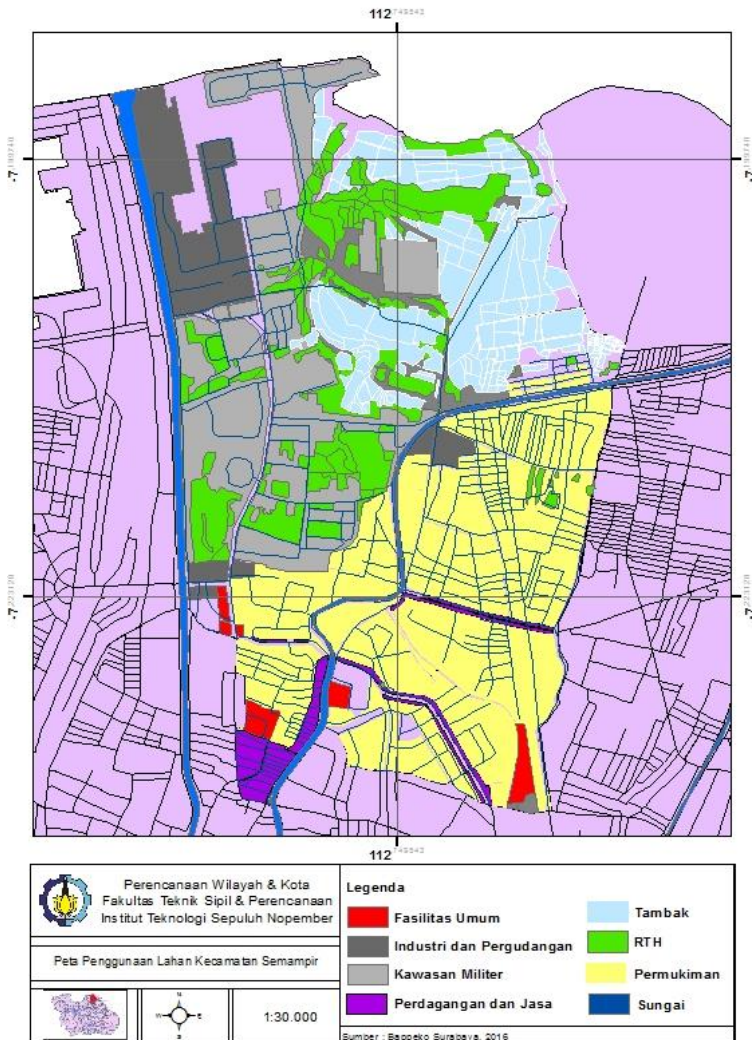 112
-7
-7
-7
-7
112
Perencanaan Wilayah & Kota
Fakultas Teknik Sipil & Perencanaan
Institut Teknologi Sepuluh Nopember
Peta Penggunaan Lahan Kecamatan Semampir
N
W
E
S
1:30.000
Legenda
Fasilitas Umum
Industri dan Pergudangan
Kawasan Militer
Perdagangan dan Jasa
Tambak
RTH
Permukiman
Sungai
Sumber : Bappeko Surabaya, 2016